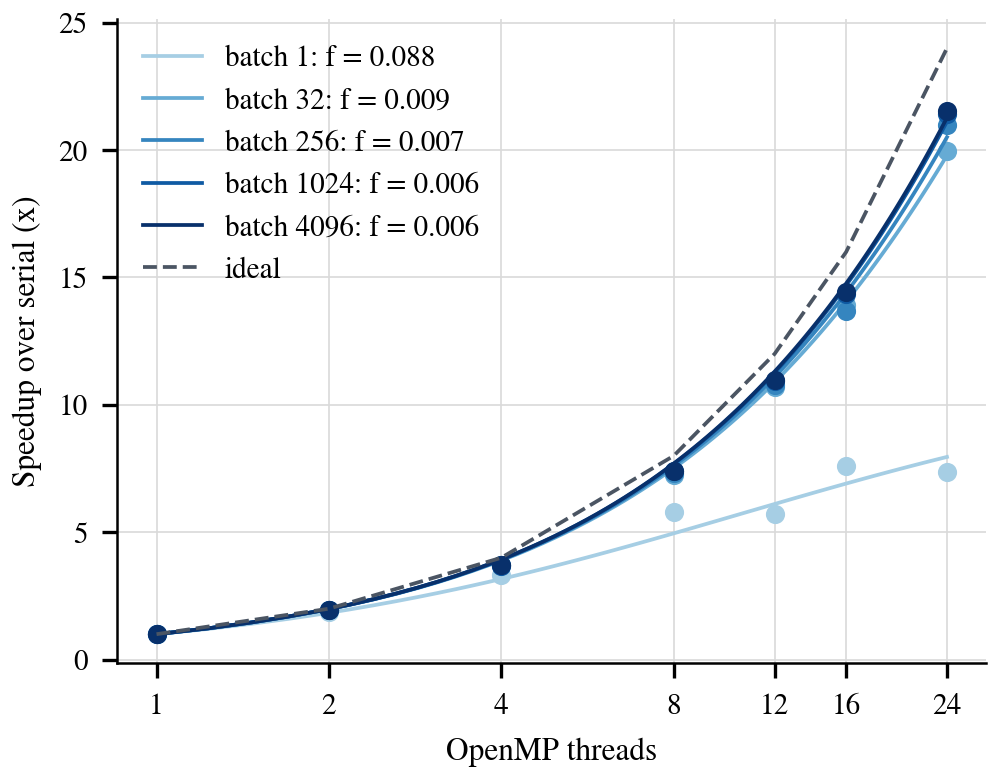 25
20
15
10
5
0
Speedup over serial (x)
batch 1: f = 0.088
batch 32: f = 0.009
batch 256: f = 0.007
batch 1024: f = 0.006
batch 4096: f = 0.006
ideal
1 2 4 8 12 16 24
OpenMP threads